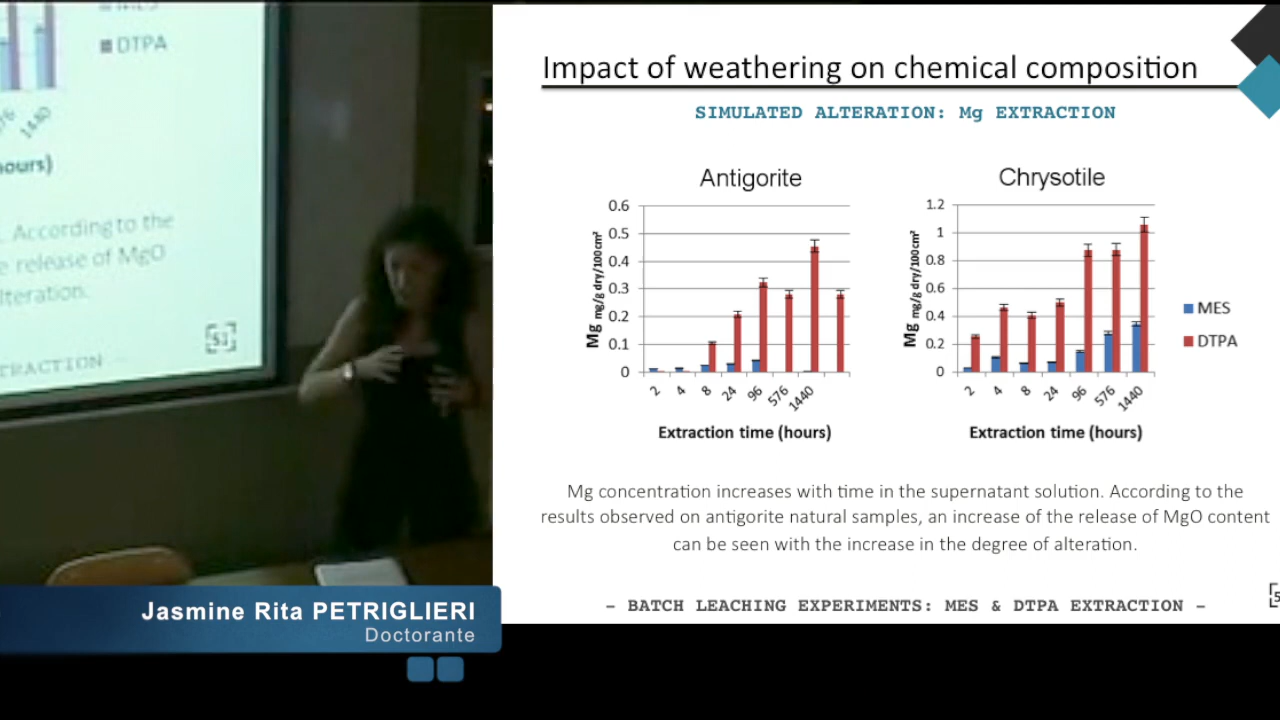 MES
DTPA
576
1440
hours)
. According to the
e release of MgO
lteration.
51
TRACTION
Jasmine Rita PETRIGLIERI
Doctorante
Impact of weathering on chemical composition
SIMULATED ALTERATION: Mg EXTRACTION
Antigorite
0.6
0.5
0.4
0.3
0.2
0.1
0
Mg mg/g dry/100cm²
2 4 8 24 96 576 1440
Extraction time (hours)
Chrysotile
1.2
1
0.8
0.6
0.4
0.2
0
Mg mg/g dry/100cm²
2 4 8 24 96 576 1440
Extraction time (hours)
MES
DTPA
Mg concentration increases with time in the supernatant solution. According to the
results observed on antigorite natural samples, an increase of the release of MgO content
can be seen with the increase in the degree of alteration.
– BATCH LEACHING EXPERIMENTS: MES & DTPA EXTRACTION –
5